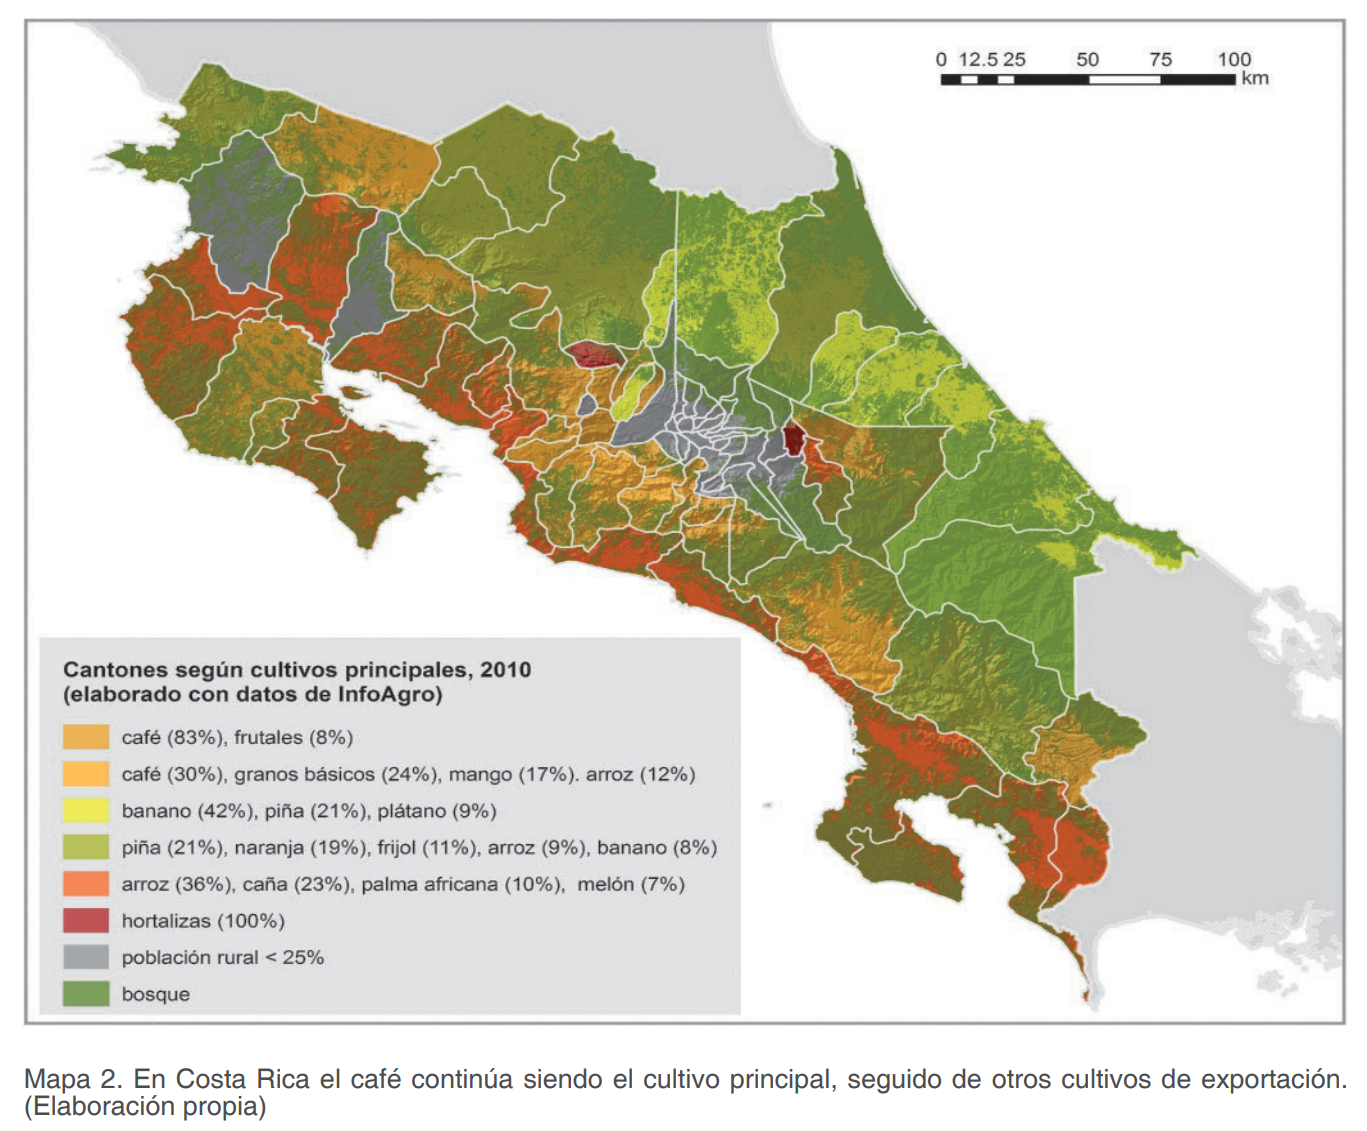 0 12.5 25 50 75 100
km
Cantones según cultivos principales, 2010
(elaborado con datos de InfoAgro)
café (83%), frutales (8%)
café (30%), granos básicos (24%), mango (17%). arroz (12%)
banano (42%), piña (21%), plátano (9%)
piña (21%), naranja (19%), frijol (11%), arroz (9%), banano (8%)
arroz (36%), caña (23%), palma africana (10%), melón (7%)
hortalizas (100%)
población rural < 25%
bosque
Mapa 2. En Costa Rica el café continúa siendo el cultivo principal, seguido de otros cultivos de exportación.
(Elaboración propia)